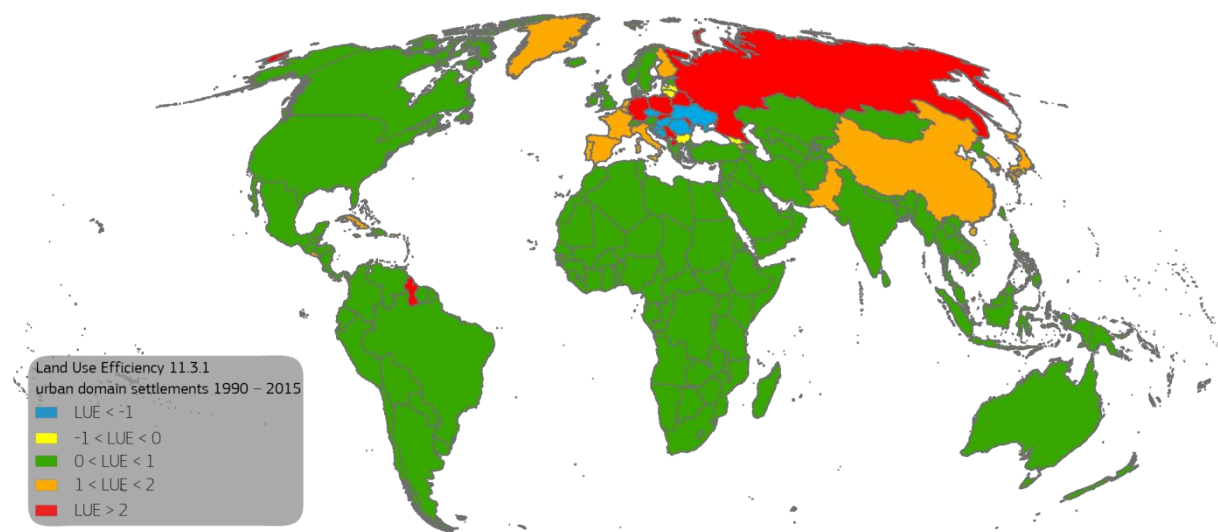 Land Use Efficiency 11.3.1
urban domain settlements 1990 – 2015
LUE < -1
-1 < LUE < 0
0 < LUE < 1
1 < LUE < 2
LUE > 2